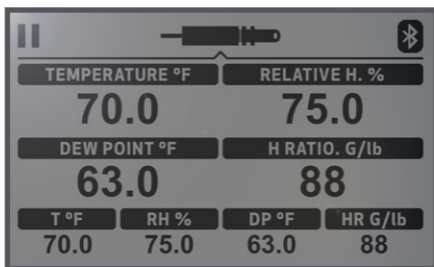 TEMPERATURE °F RELATIVE H. %
70.0 75.0
DEW POINT °F H RATIO. G/lb
63.0 88
T °F RH % DP °F HR G/lb
70.0 75.0 63.0 88